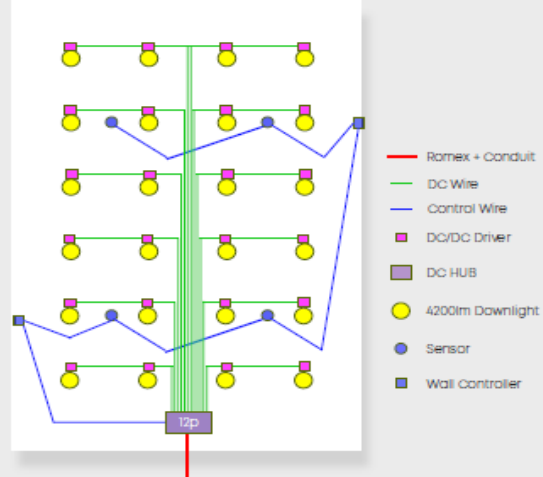 Romex + Conduit
DC Wire
Control Wire
DC/DC Driver
DC HUB
4200lm Downlight
Sensor
Wall Controller
12p